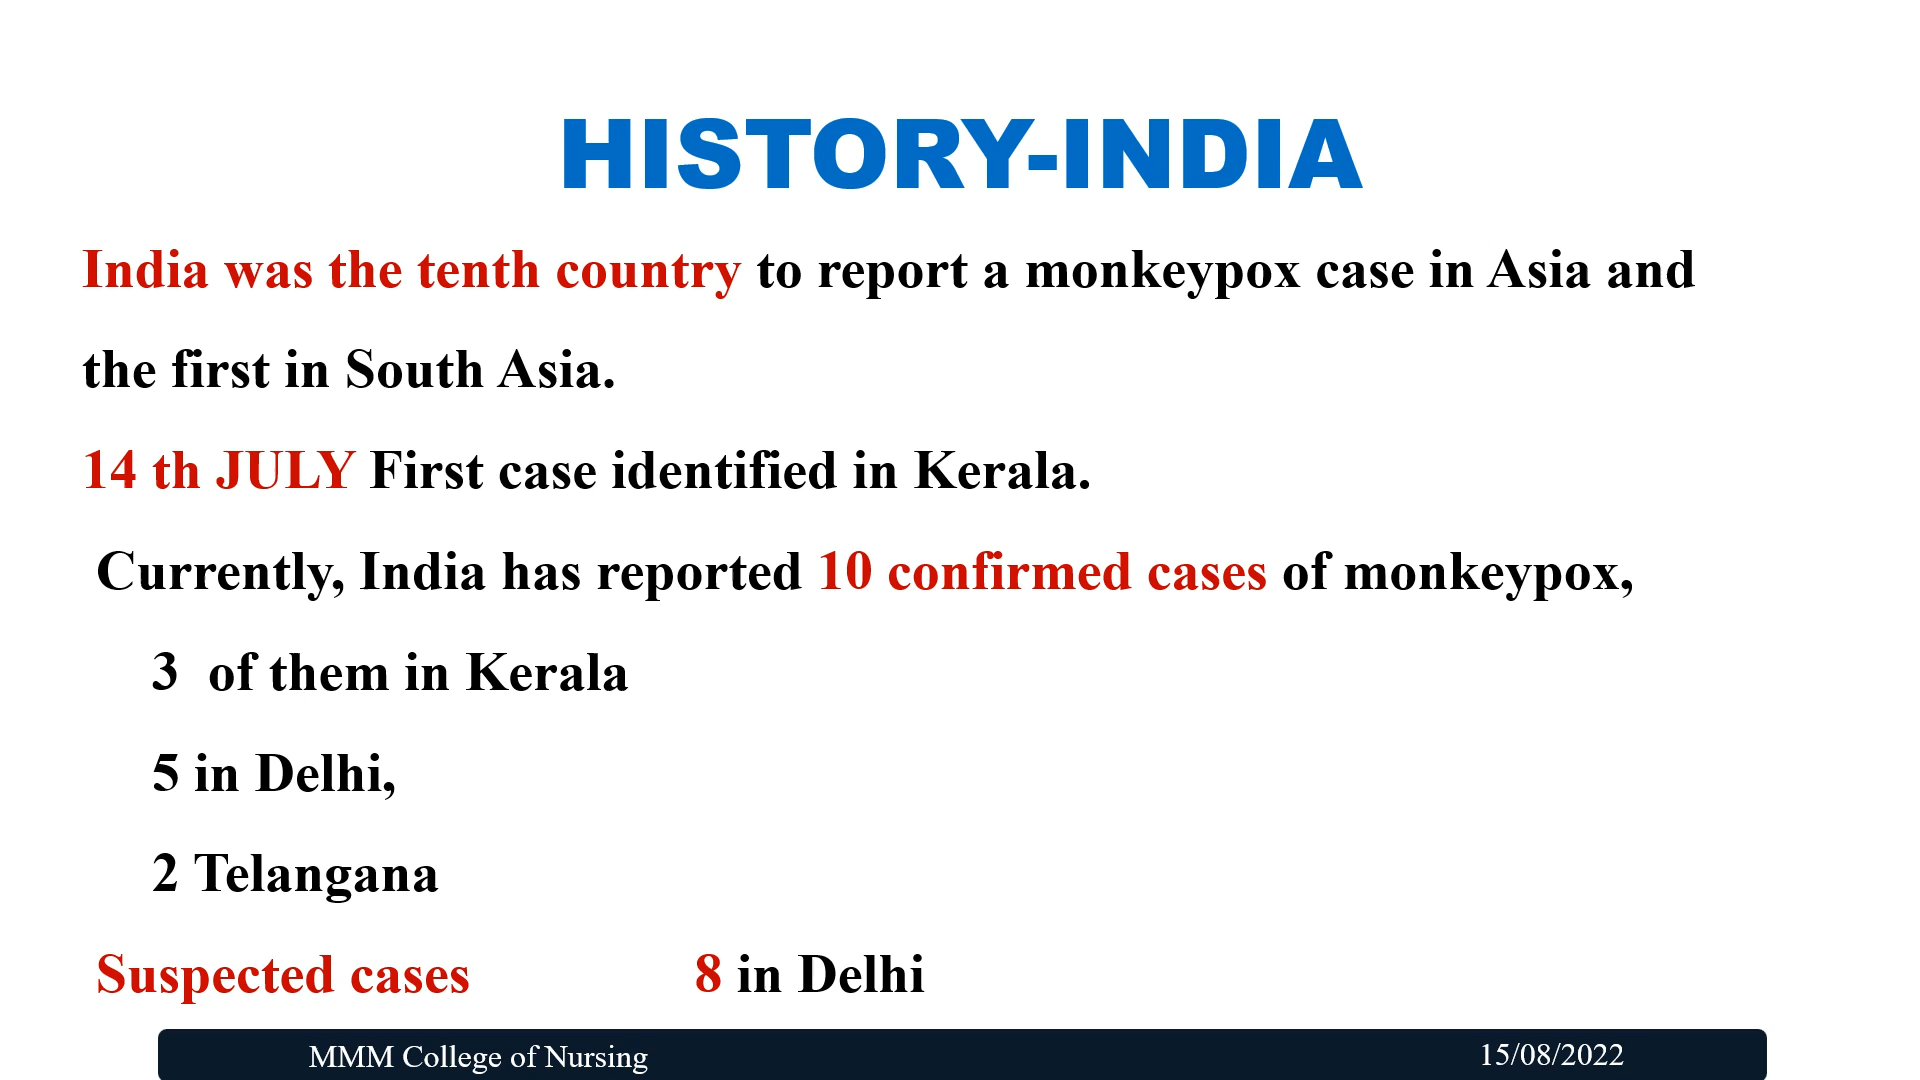 HISTORY-INDIA
India was the tenth country to report a monkeypox case in Asia and
the first in South Asia.
14 th JULY First case identified in Kerala.
Currently, India has reported 10 confirmed cases of monkeypox,
3 of them in Kerala
5 in Delhi,
2 Telangana
Suspected cases 8 in Delhi
MMM College of Nursing 15/08/2022